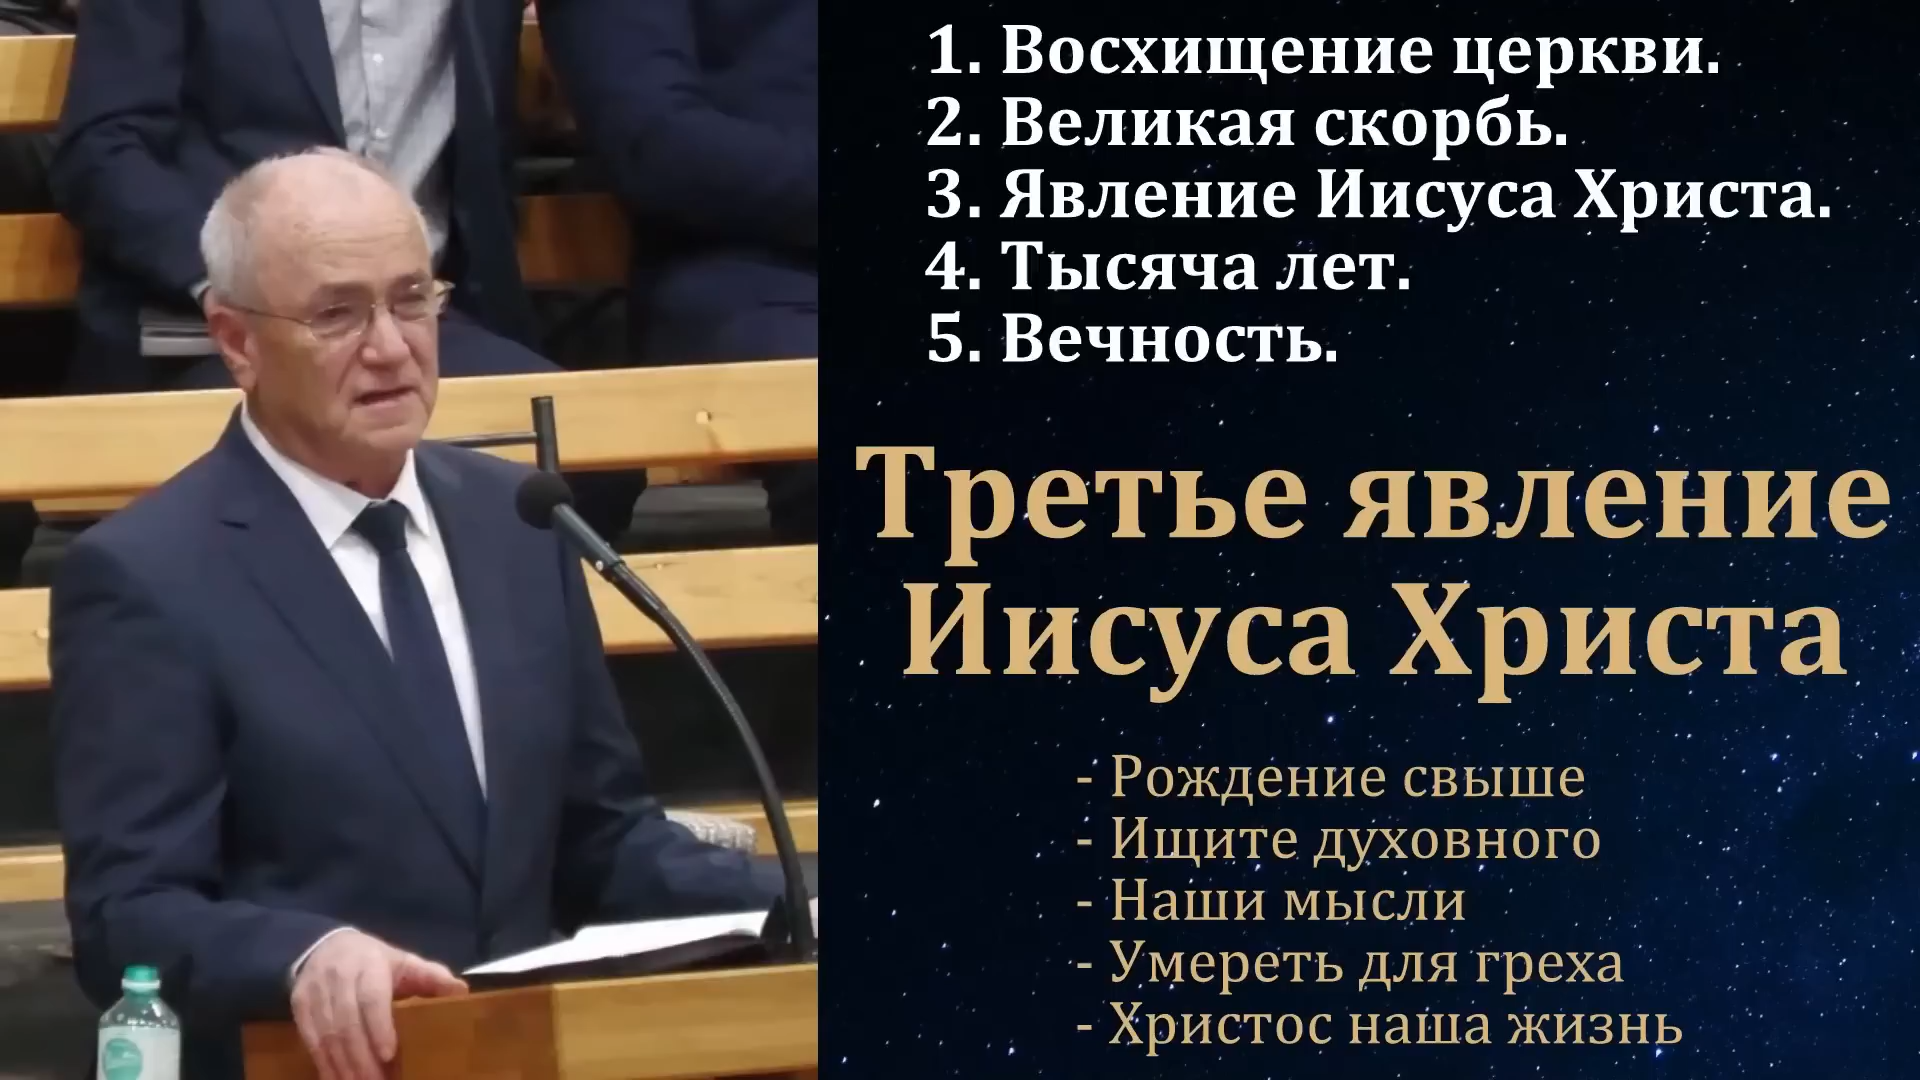 1. Восхищение церкви.
2. Великая скорбь.
3. Явление Иисуса Христа.
4. Тысяча лет.
5. Вечность.
Третье явление
Иисуса Христа
- Рождение свыше
- Ищите духовного
- Наши мысли
- Умереть для греха
- Христос наша жизнь